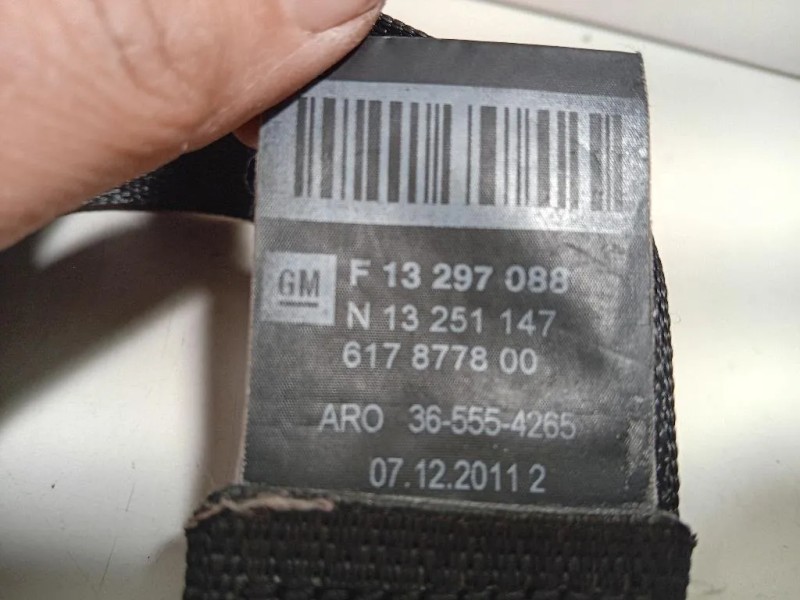 GM
F 13 297 088
N 13 251 147
617 8778 00
ARO 36-555-4265
07.12.2011 2